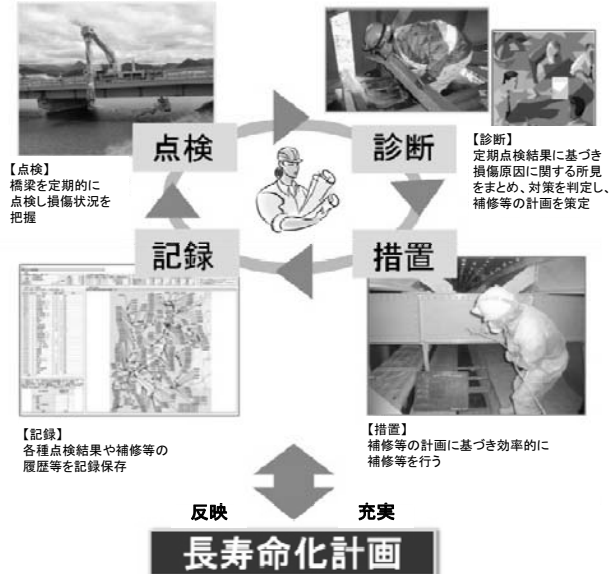 点検
診断
【点検】
橋梁を定期的に
点検し損傷状況を
把握
【診断】
定期点検結果に基づき
損傷原因に関する所見
をまとめ、対策を判定し、
補修等の計画を策定
記録
措置
【記録】
各種点検結果や補修等の
履歴等を記録保存
【措置】
補修等の計画に基づき効率的に
補修等を行う
反映
充実
長寿命化計画